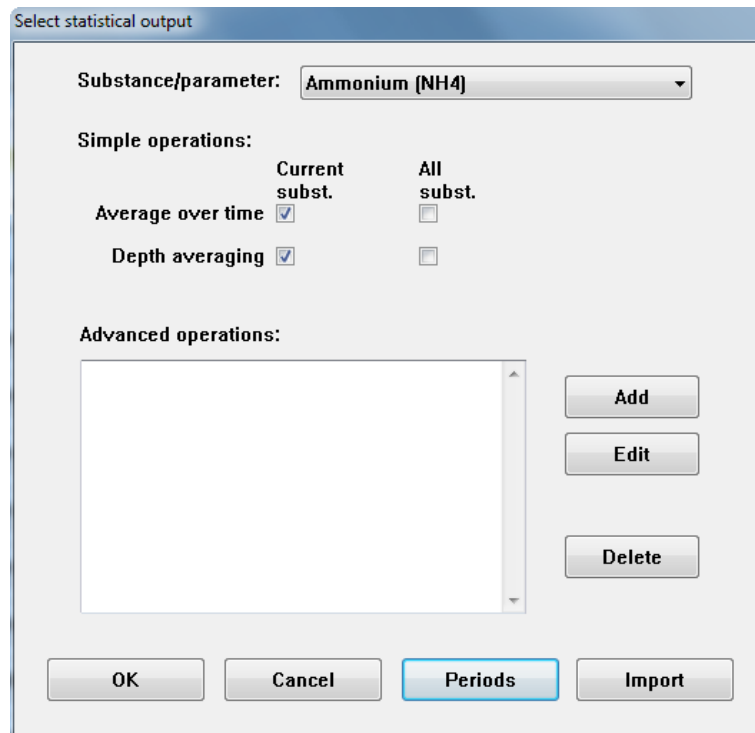 Select statistical output
Substance/parameter: Ammonium (NH4)
Simple operations:
Current subst. All subst.
Average over time
Depth averaging
Advanced operations:
Add
Edit
Delete
OK Cancel Periods Import